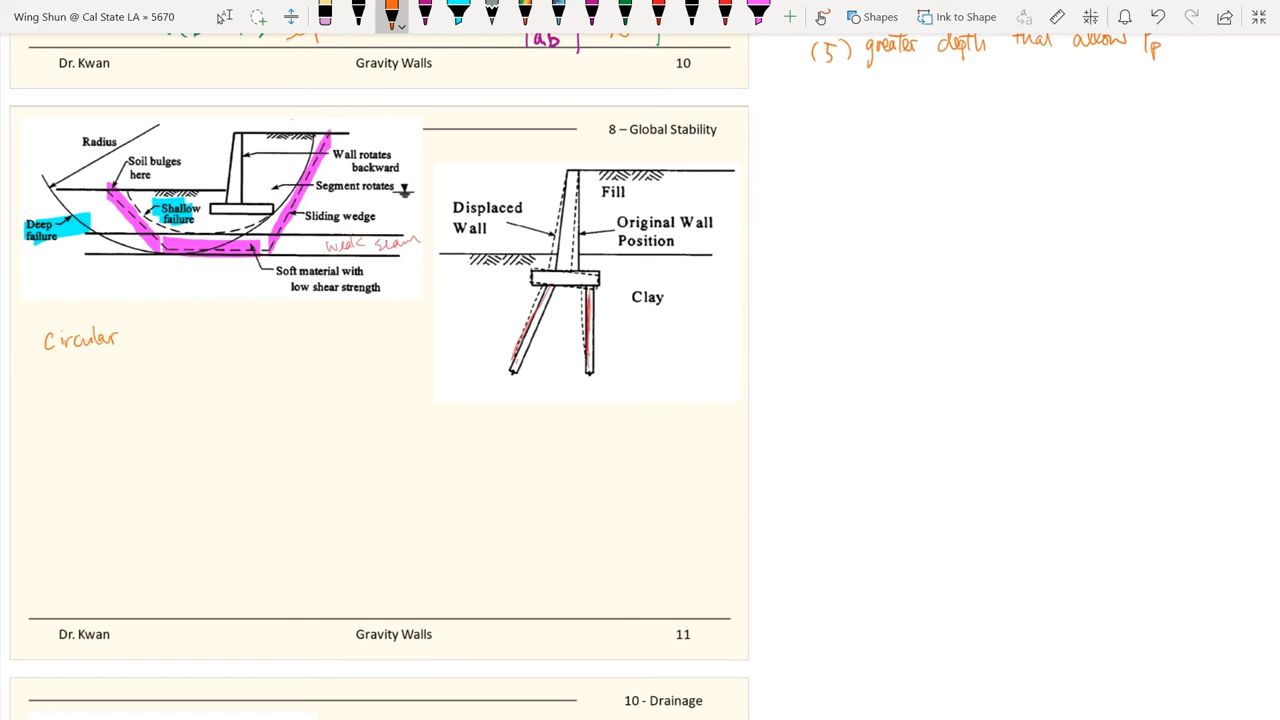 Wing Shun @ Cal State LA » 5670
Shapes
Ink to Shape
ab
(5) greater depth that allow Pp
Dr. Kwan
Gravity Walls
10
8 – Global Stability
Radius
Soil bulges
here
Wall rotates
backward
Segment rotates
Shallow
failure
Sliding wedge
Deep
failure
weak seam
Soft material with
low shear strength
Fill
Displaced
Wall
Original Wall
Position
Clay
Circular
Dr. Kwan
Gravity Walls
11
10 - Drainage